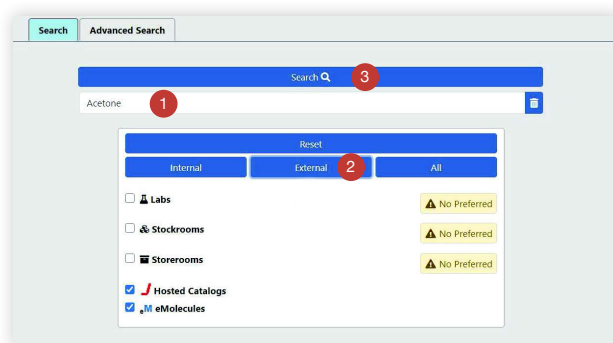 Search Advanced Search
Search 3
Acetone 1
Reset
Internal External 2 All
Labs No Preferred
Stockrooms No Preferred
Storerooms No Preferred
J Hosted Catalogs
eM eMolecules